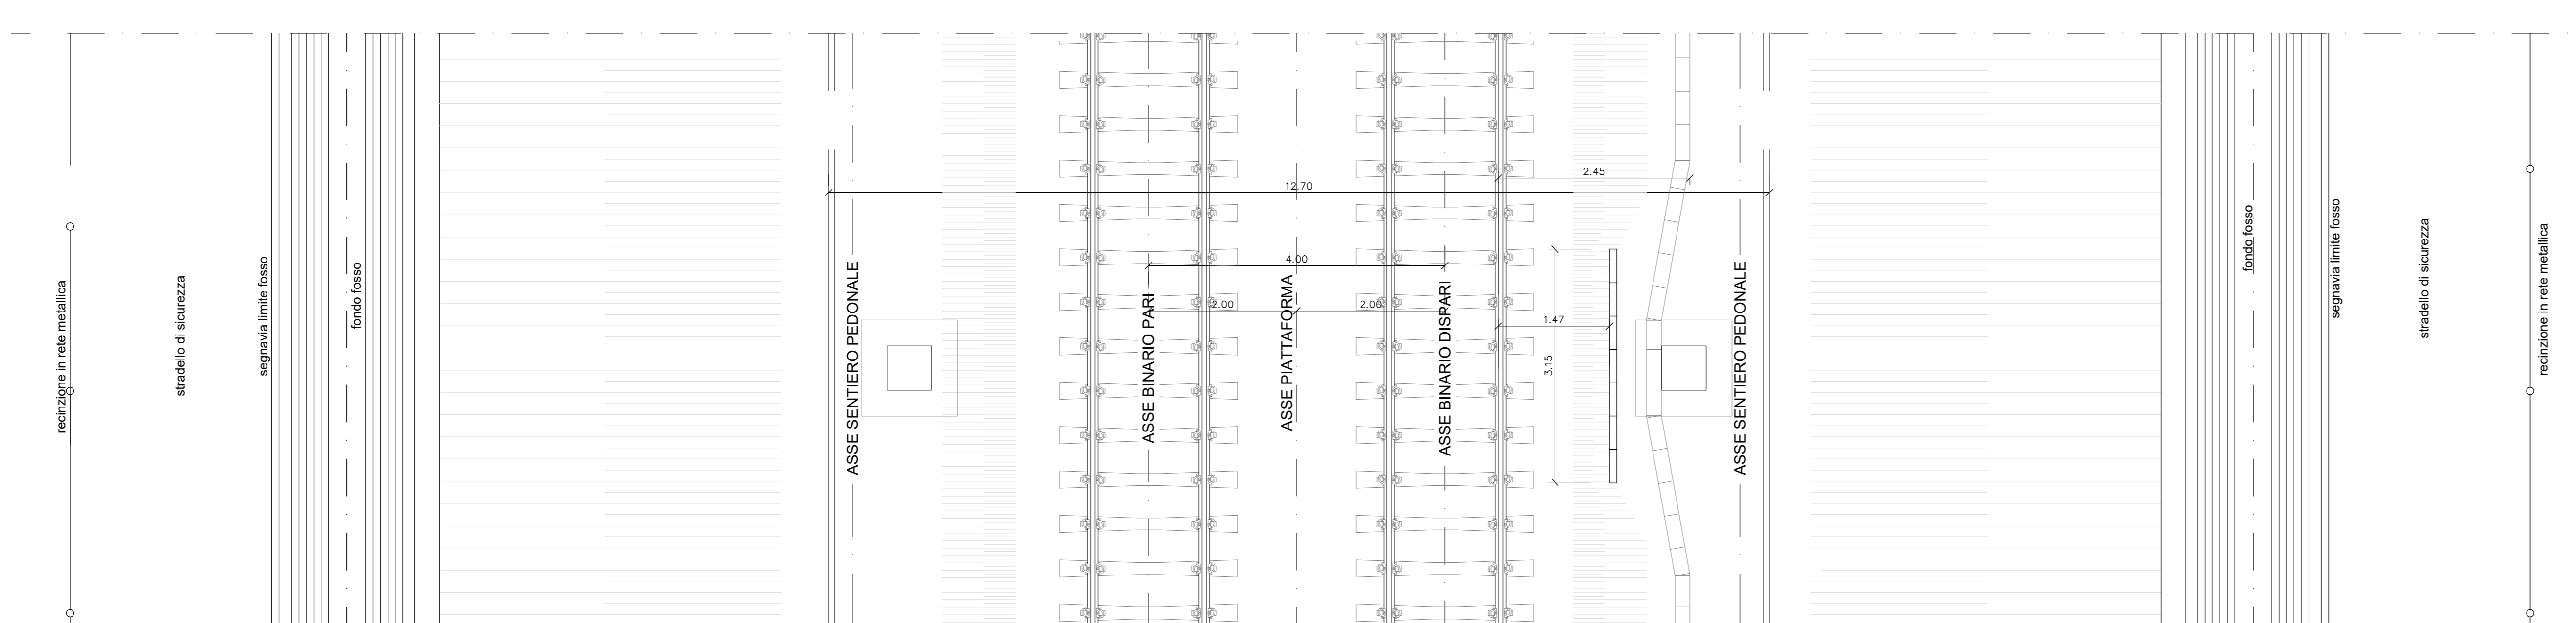 recinzione in rete metallica
stradello di sicurezza
segnavia limite fosso
fondo fosso
ASSE SENTIERO PEDONALE
12.70
ASSE BINARIO PARI
4.00
2.00
ASSE PIATTAFORMA
2.00
ASSE BINARIO DISPARI
2.45
1.47
3.15
ASSE SENTIERO PEDONALE
fondo fosso
segnavia limite fosso
stradello di sicurezza
recinzione in rete metallica